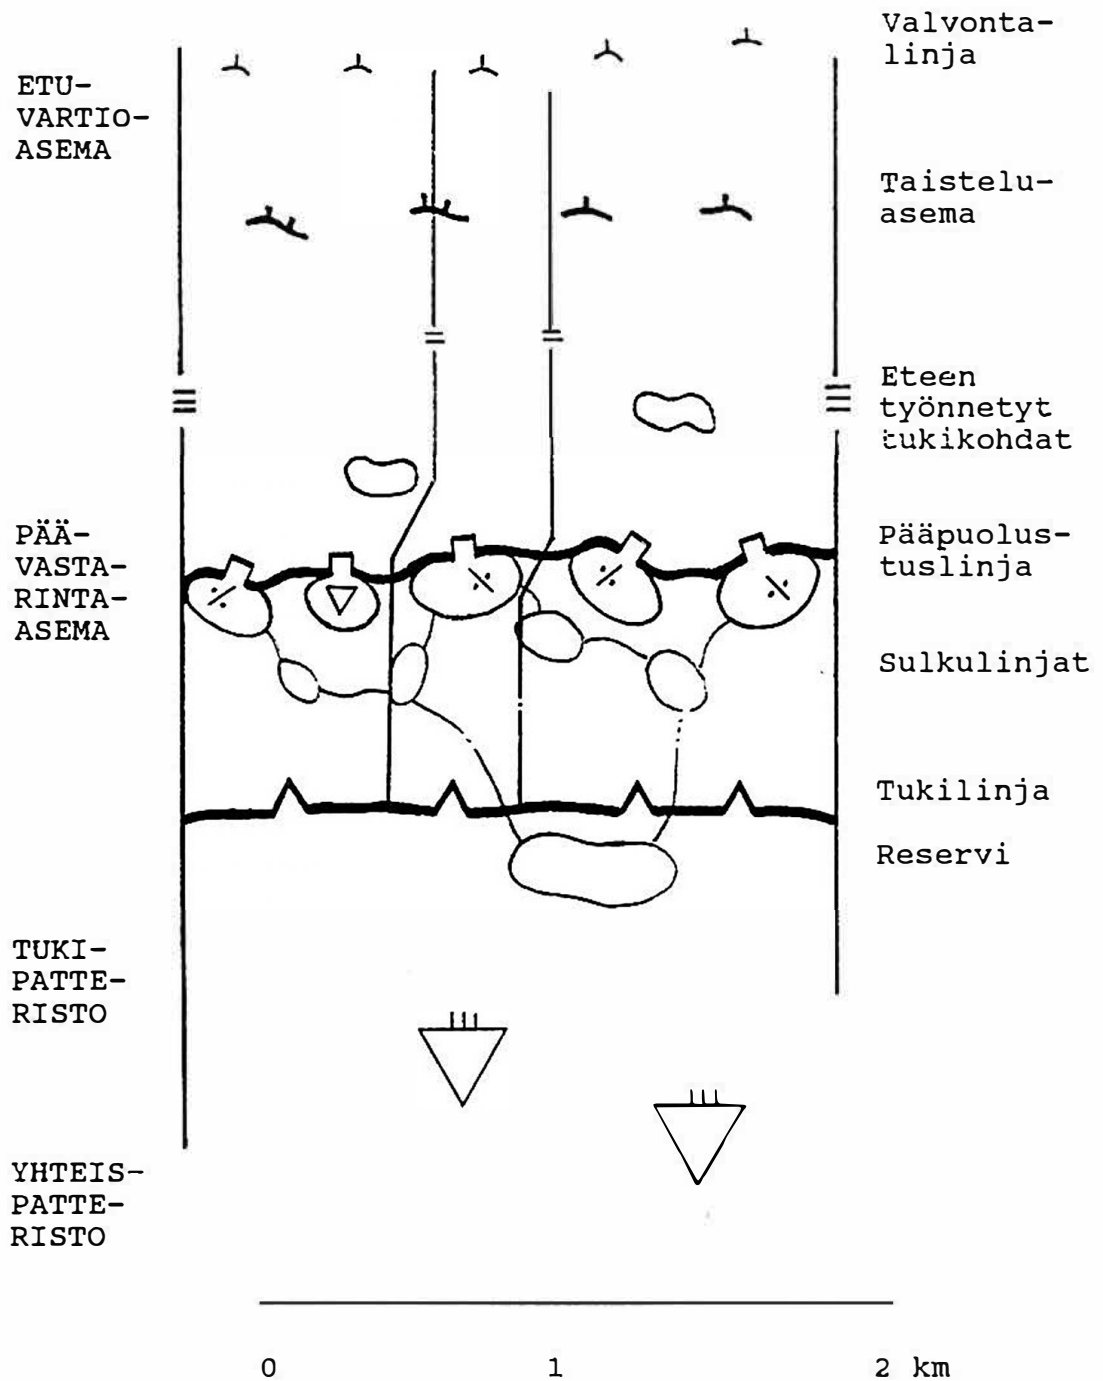 Valvonta-
linja
ETU-
VARTIO-
ASEMA
Taistelu-
asema
Eteen
työnnetyt
tukikohdat
PÄÄ-
VASTA-
RINTA-
ASEMA
Pääpuolus-
tuslinja
Sulkulinjat
Tukilinja
Reservi
TUKI-
PATTE-
RISTO
YHTEIS-
PATTE-
RISTO
0 1 2 km